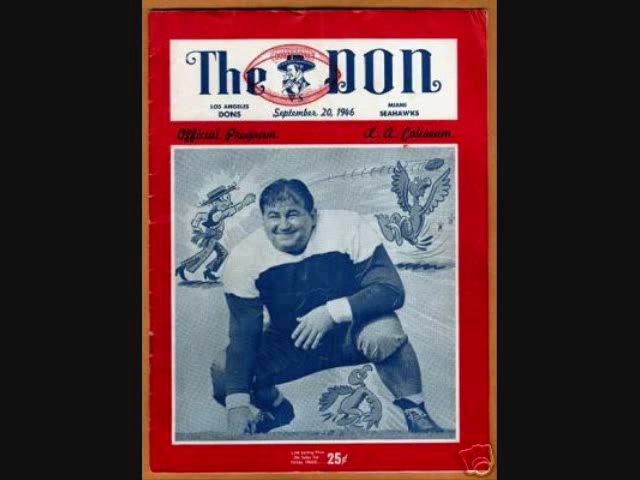 The DON
LOS ANGELES
DONS
September 20, 1946
MIAMI
SEAHAWKS
Official Program
L. A. Coliseum
25¢